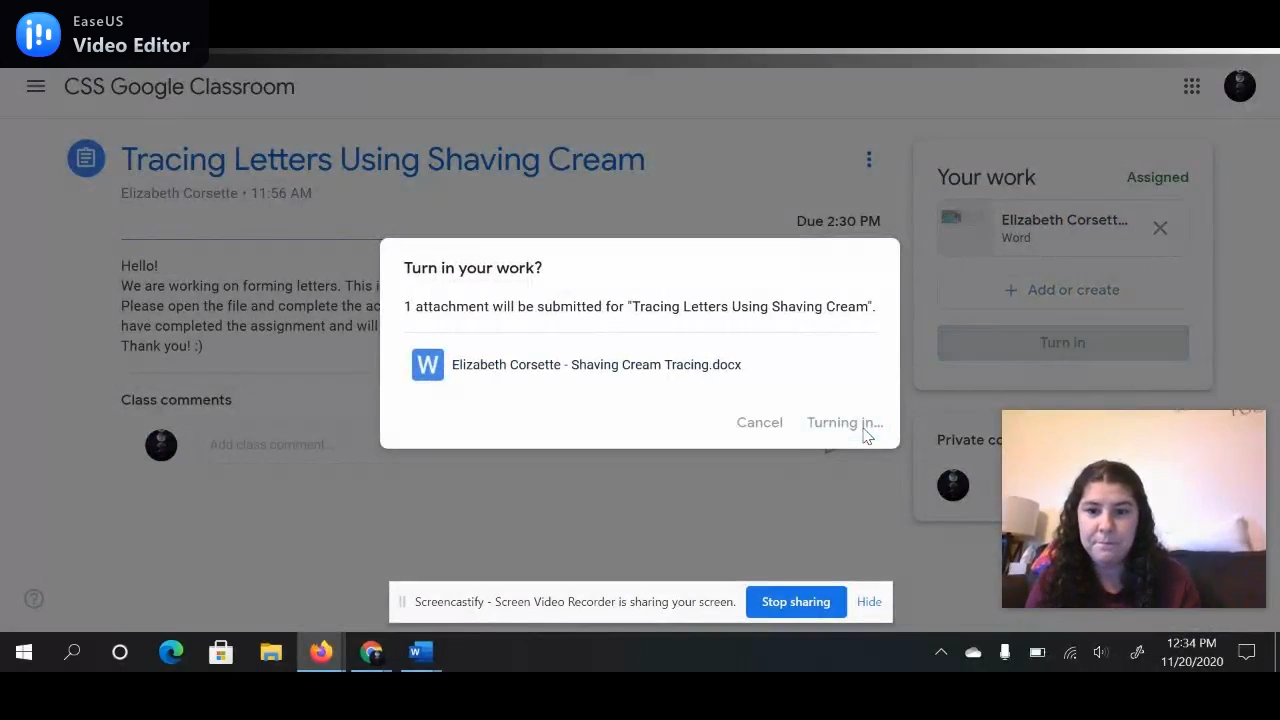 EaseUS
Video Editor
CSS Google Classroom
Tracing Letters Using Shaving Cream
Elizabeth Corsette • 11:56 AM
Due 2:30 PM
Hello!
We are working on forming letters. This i
Please open the file and complete the ac
have completed the assignment and will
Thank you! :)
Class comments
Add class comment...
Your work
Assigned
Elizabeth Corsett...
Word
+ Add or create
Turn in
Private co
Turn in your work?
1 attachment will be submitted for "Tracing Letters Using Shaving Cream".
W
Elizabeth Corsette - Shaving Cream Tracing.docx
Cancel
Turning in...
Screencastify - Screen Video Recorder is sharing your screen.
Stop sharing
Hide
12:34 PM
11/20/2020